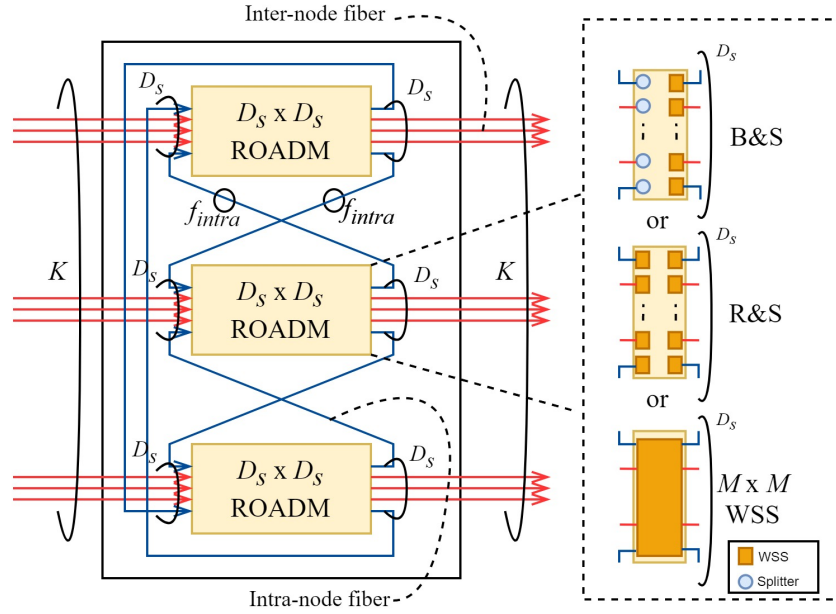 Inter-node fiber
D_s
D_s x D_s
ROADM
D_s
f_intra
f_intra
K
D_s
D_s x D_s
ROADM
D_s
K
D_s
D_s x D_s
ROADM
D_s
Intra-node fiber
D_s
B&S
or
D_s
R&S
or
D_s
M x M
WSS
WSS
Splitter